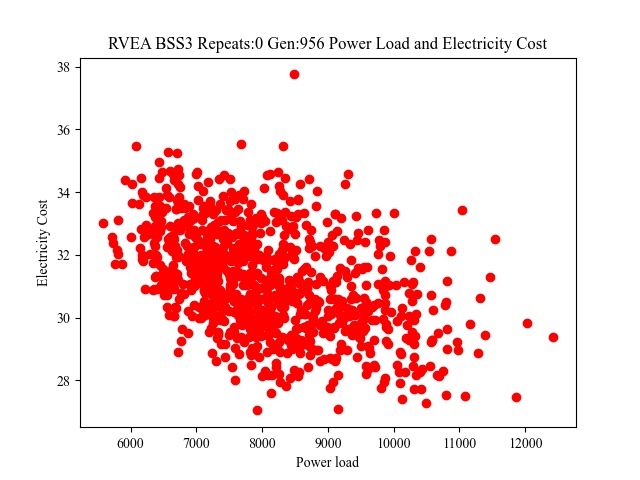 RVEA BSS3 Repeats:0 Gen:956 Power Load and Electricity Cost
38
36
34
32
30
28
Electricity Cost
6000 7000 8000 9000 10000 11000 12000
Power load